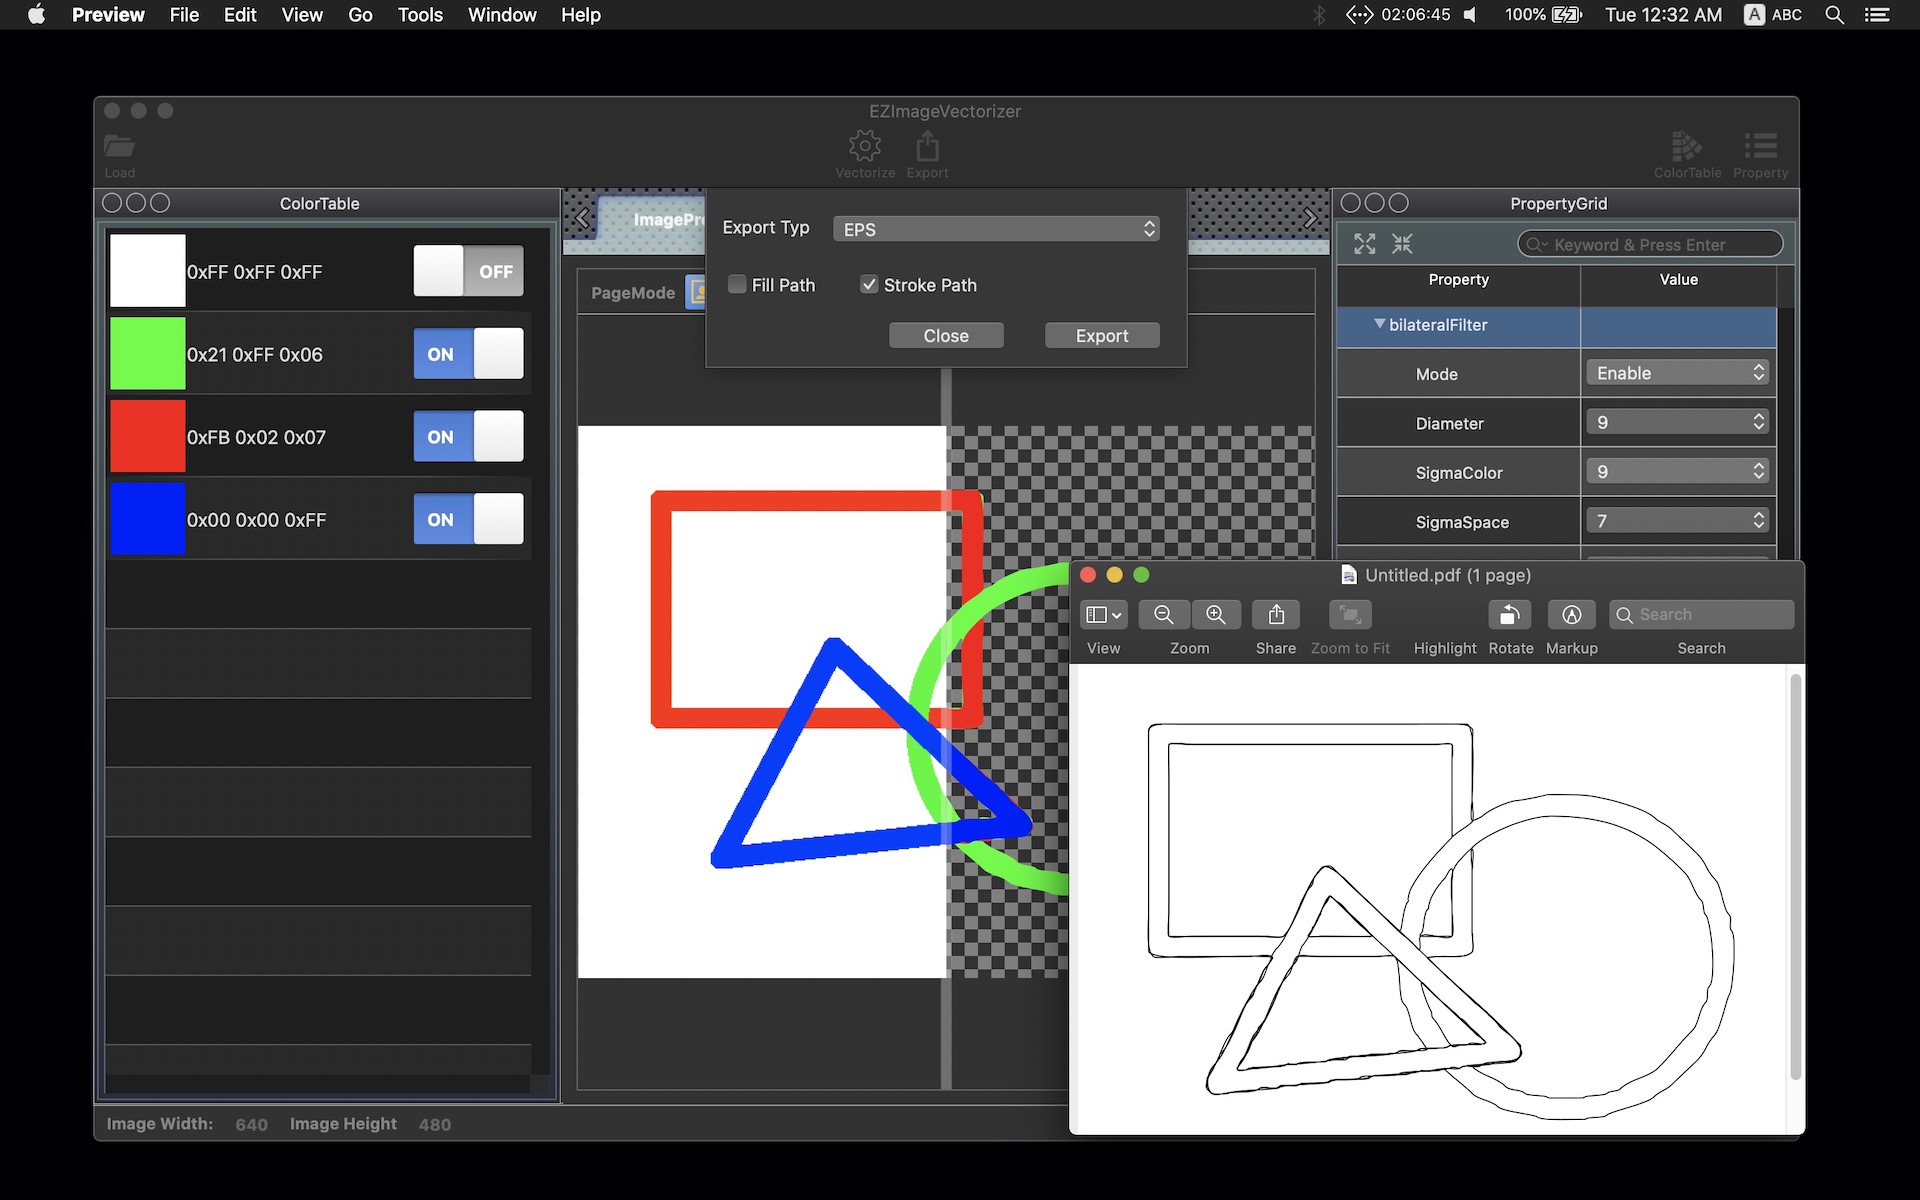 Preview File Edit View Go Tools Window Help 02:06:45 100% Tue 12:32 AM A ABC
EZImageVectorizer
Load Vectorize Export ColorTable Property
ColorTable
0xFF 0xFF 0xFF OFF
0x21 0xFF 0x06 ON
0xFB 0x02 0x07 ON
0x00 0x00 0xFF ON
ImagePr
PageMode
Export Typ EPS
Fill Path Stroke Path
Close Export
PropertyGrid
Keyword & Press Enter
Property Value
bilateralFilter
Mode Enable
Diameter 9
SigmaColor 9
SigmaSpace 7
Untitled.pdf (1 page)
Search
View Zoom Share Zoom to Fit Highlight Rotate Markup Search
Image Width: 640 Image Height 480